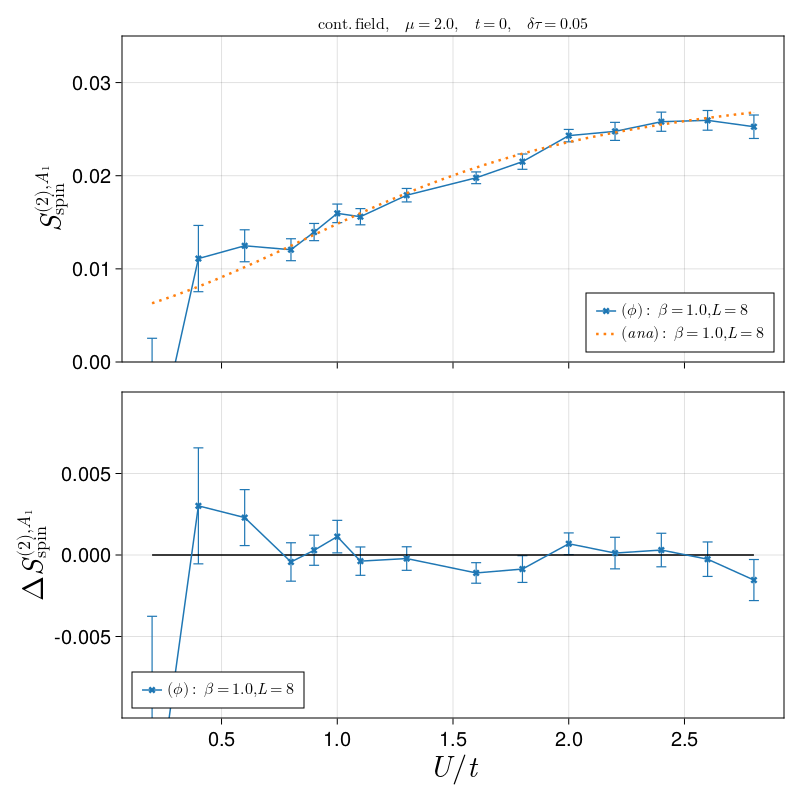 cont. field, μ = 2.0, t = 0, δτ = 0.05
0.03
0.02
0.01
0.00
S_spin^{(2),A_1}
(ϕ) : β = 1.0,L = 8
(ana) : β = 1.0,L = 8
0.005
0.000
-0.005
ΔS_spin^{(2),A_1}
(ϕ) : β = 1.0,L = 8
0.5 1.0 1.5 2.0 2.5
U/t